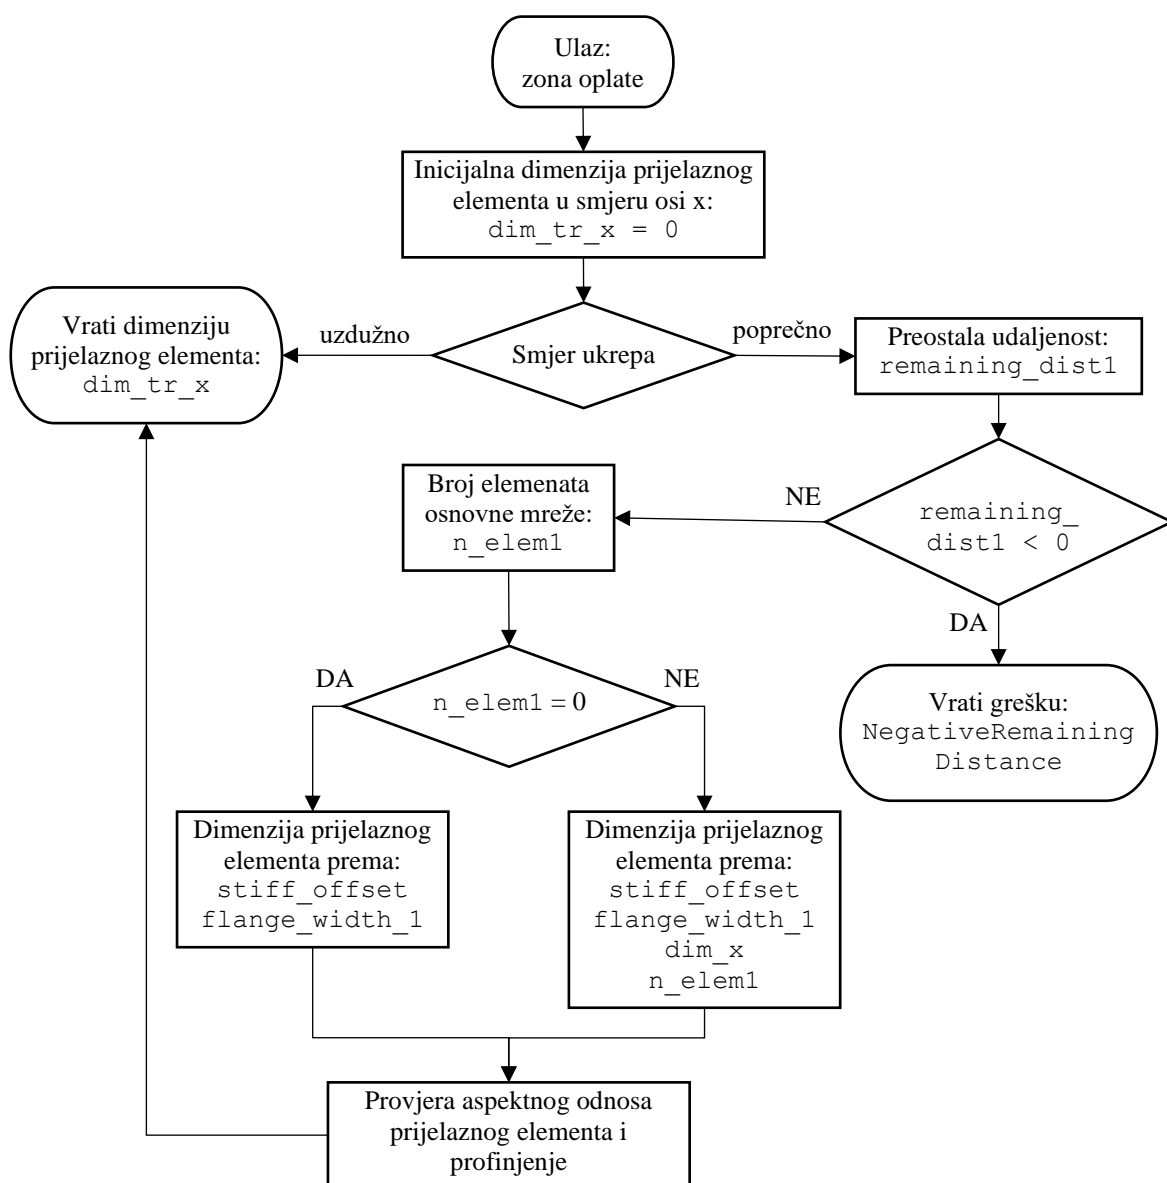 Ulaz:
zona oplate
Inicijalna dimenzija prijelaznog
elementa u smjeru osi x:
dim_tr_x = 0
Vrati dimenziju
prijelaznog elementa:
dim_tr_x
uzdužno
Smjer ukrepa
poprečno
Preostala udaljenost:
remaining_dist1
Broj elemenata
osnovne mreže:
n_elem1
NE
remaining_
dist1 < 0
DA
Vrati grešku:
NegativeRemaining
Distance
DA
n_elem1 = 0
NE
Dimenzija prijelaznog
elementa prema:
stiff_offset
flange_width_1
Dimenzija prijelaznog
elementa prema:
stiff_offset
flange_width_1
dim_x
n_elem1
Provjera aspektnog odnosa
prijelaznog elementa i
profinjenje